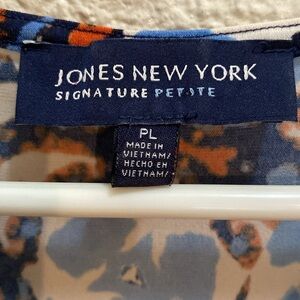 JONES NEW YORK
SIGNATURE PETITE
PL
MADE IN
VIETNAM/
HECHO EN
VIETNAM/